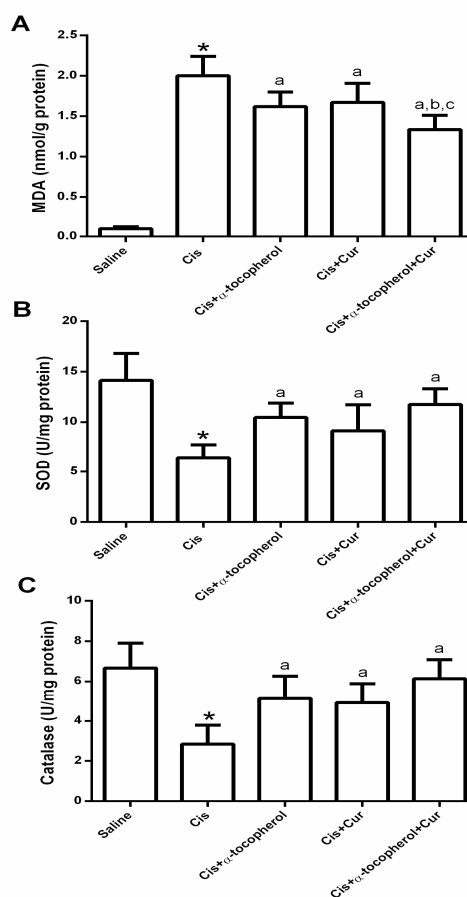 A
MDA (nmol/g protein)
2.5
2.0
1.5
1.0
0.5
0.0
*
a
a
a,b,c
Saline
Cis
Cis+α-tocopherol
Cis+Cur
Cis+α-tocopherol+Cur
B
SOD (U/mg protein)
20
15
10
5
0
*
a
a
a
Saline
Cis
Cis+α-tocopherol
Cis+Cur
Cis+α-tocopherol+Cur
C
Catalase (U/mg protein)
8
6
4
2
0
*
a
a
a
Saline
Cis
Cis+α-tocopherol
Cis+Cur
Cis+α-tocopherol+Cur